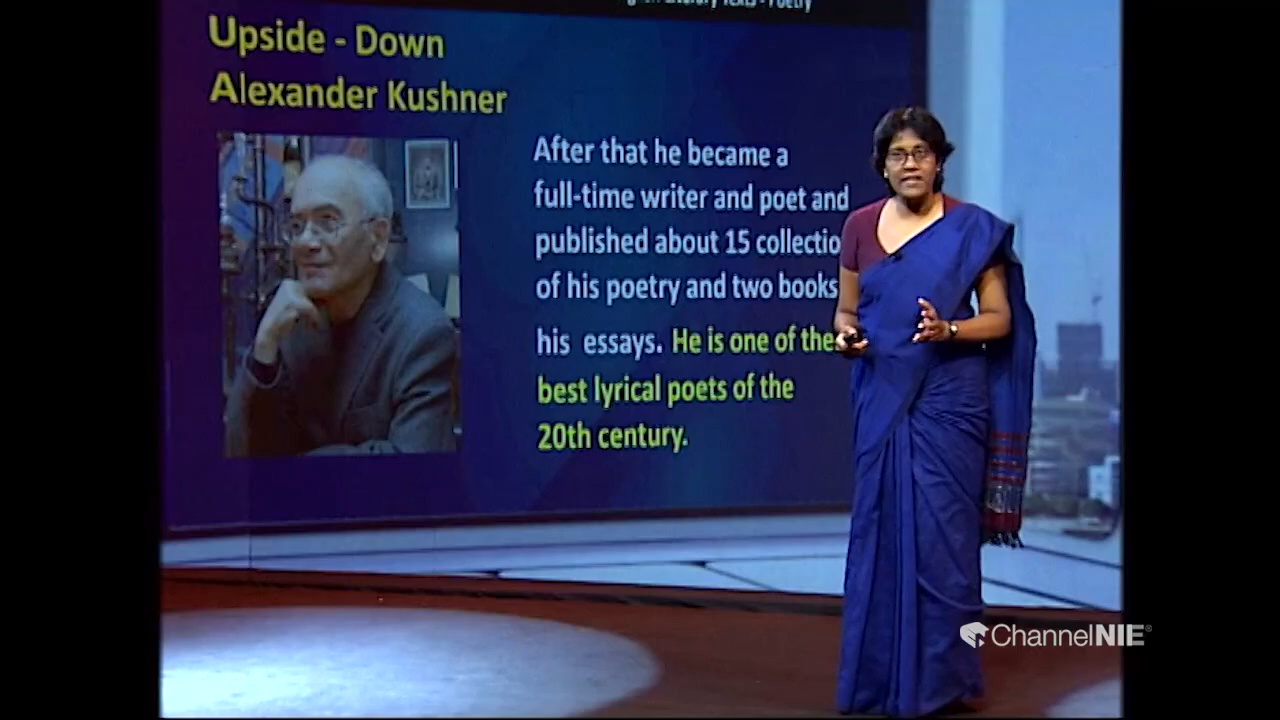 Texts - Poetry
Upside - Down
Alexander Kushner
After that he became a
full-time writer and poet and
published about 15 collectio
of his poetry and two books
his essays. He is one of the
best lyrical poets of the
20th century.
ChannelNIE®